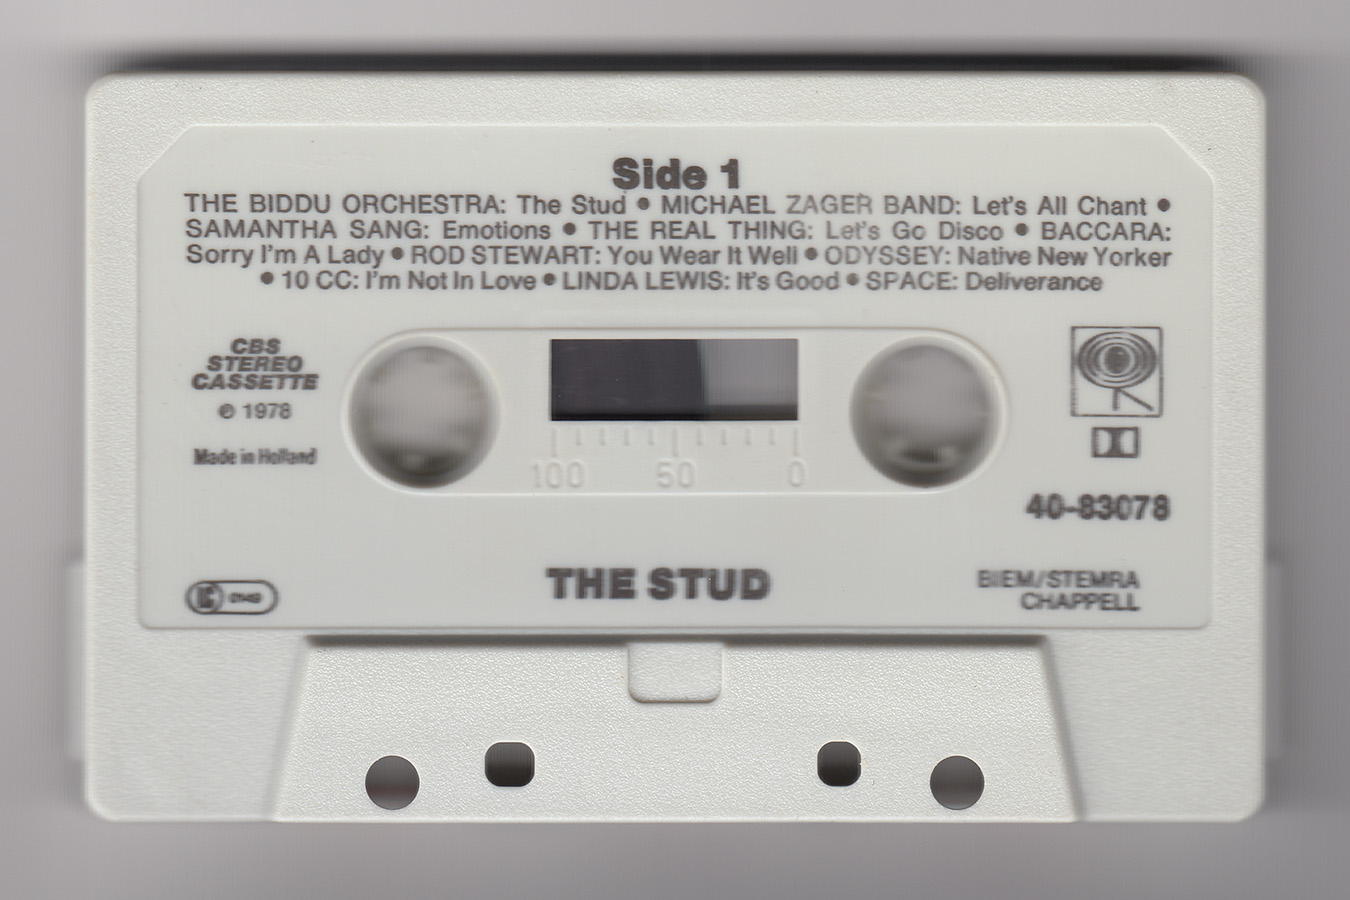 Side 1
THE BIDDU ORCHESTRA: The Stud • MICHAEL ZAGER BAND: Let's All Chant •
SAMANTHA SANG: Emotions • THE REAL THING: Let's Go Disco • BACCARA:
Sorry I'm A Lady • ROD STEWART: You Wear It Well • ODYSSEY: Native New Yorker
• 10 CC: I'm Not In Love • LINDA LEWIS: It's Good • SPACE: Deliverance
CBS
STEREO
CASSETTE
℗ 1978
Made in Holland
100 50 0
40-83078
THE STUD
BIEM/STEMRA
CHAPPELL